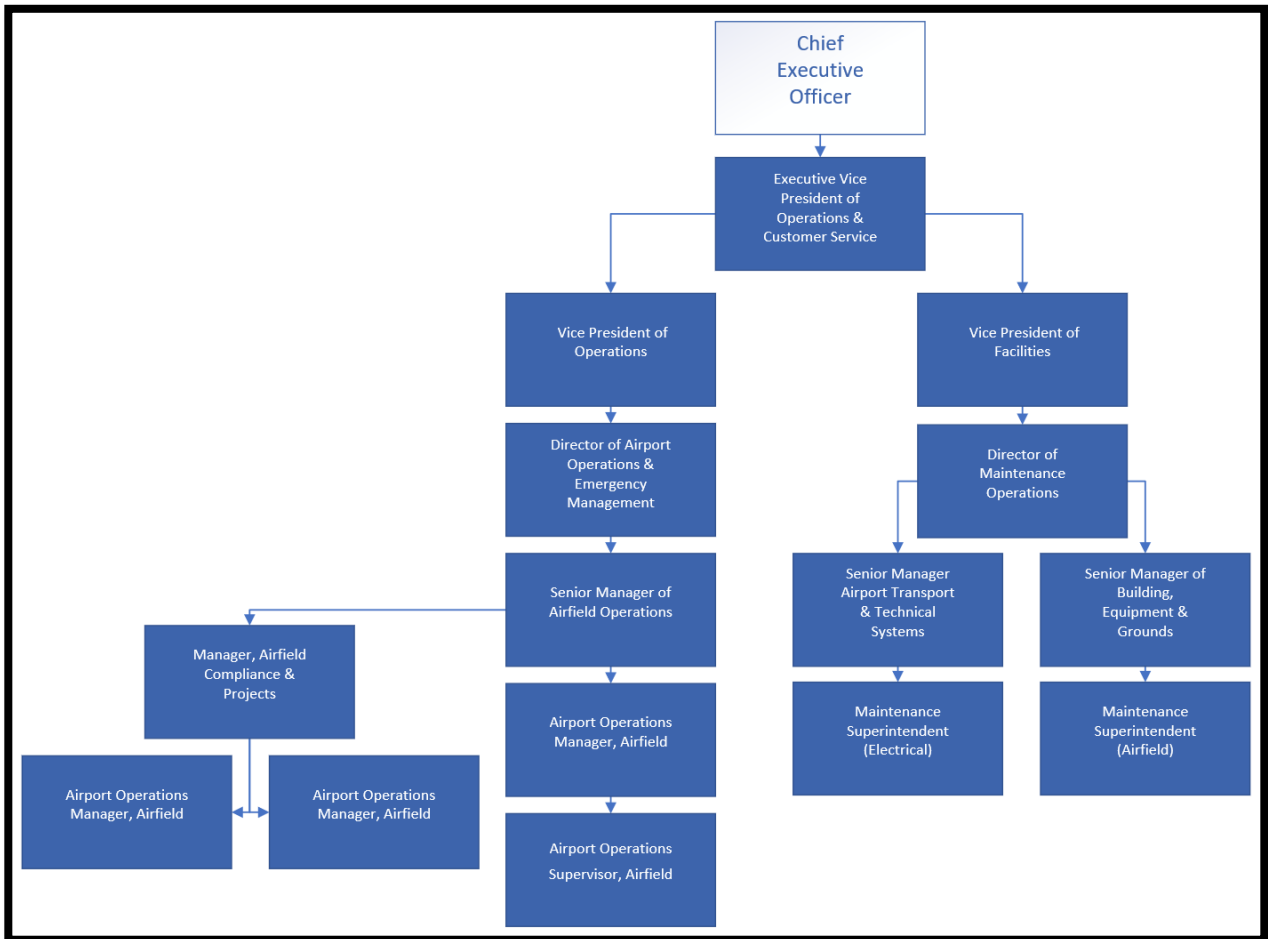 Chief
Executive
Officer
Executive Vice
President of
Operations &
Customer Service
Vice President of
Operations
Vice President of
Facilities
Director of Airport
Operations &
Emergency
Management
Director of
Maintenance
Operations
Senior Manager of
Airfield Operations
Senior Manager
Airport Transport
& Technical
Systems
Senior Manager of
Building,
Equipment &
Grounds
Manager, Airfield
Compliance &
Projects
Airport Operations
Manager, Airfield
Maintenance
Superintendent
(Electrical)
Maintenance
Superintendent
(Airfield)
Airport Operations
Manager, Airfield
Airport Operations
Manager, Airfield
Airport Operations
Supervisor, Airfield